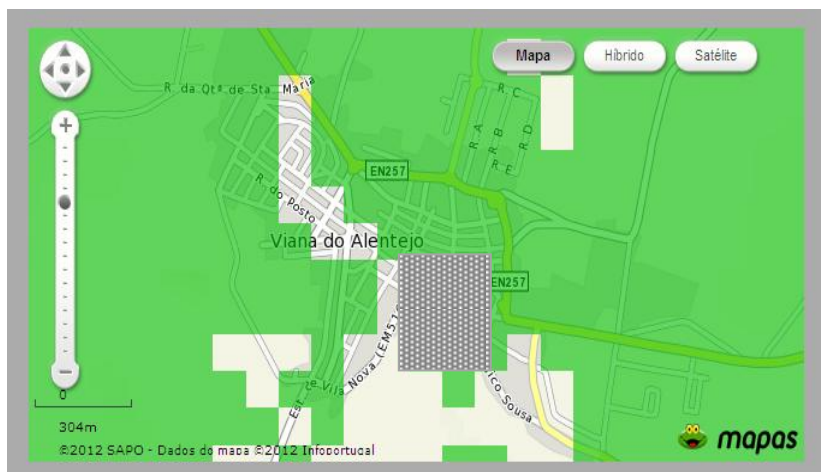 Mapa
Híbrido
Satélite
R. da Qtª de Sta. Maria
R. C
R. A
R. B
R. D
R. E
EN257
R. do Posto
Viana do Alentejo
EN257
Est. de Vila Nova (EM51
ico Sousa
0
304m
©2012 SAPO - Dados do mapa ©2012 Infoportugal
mapas